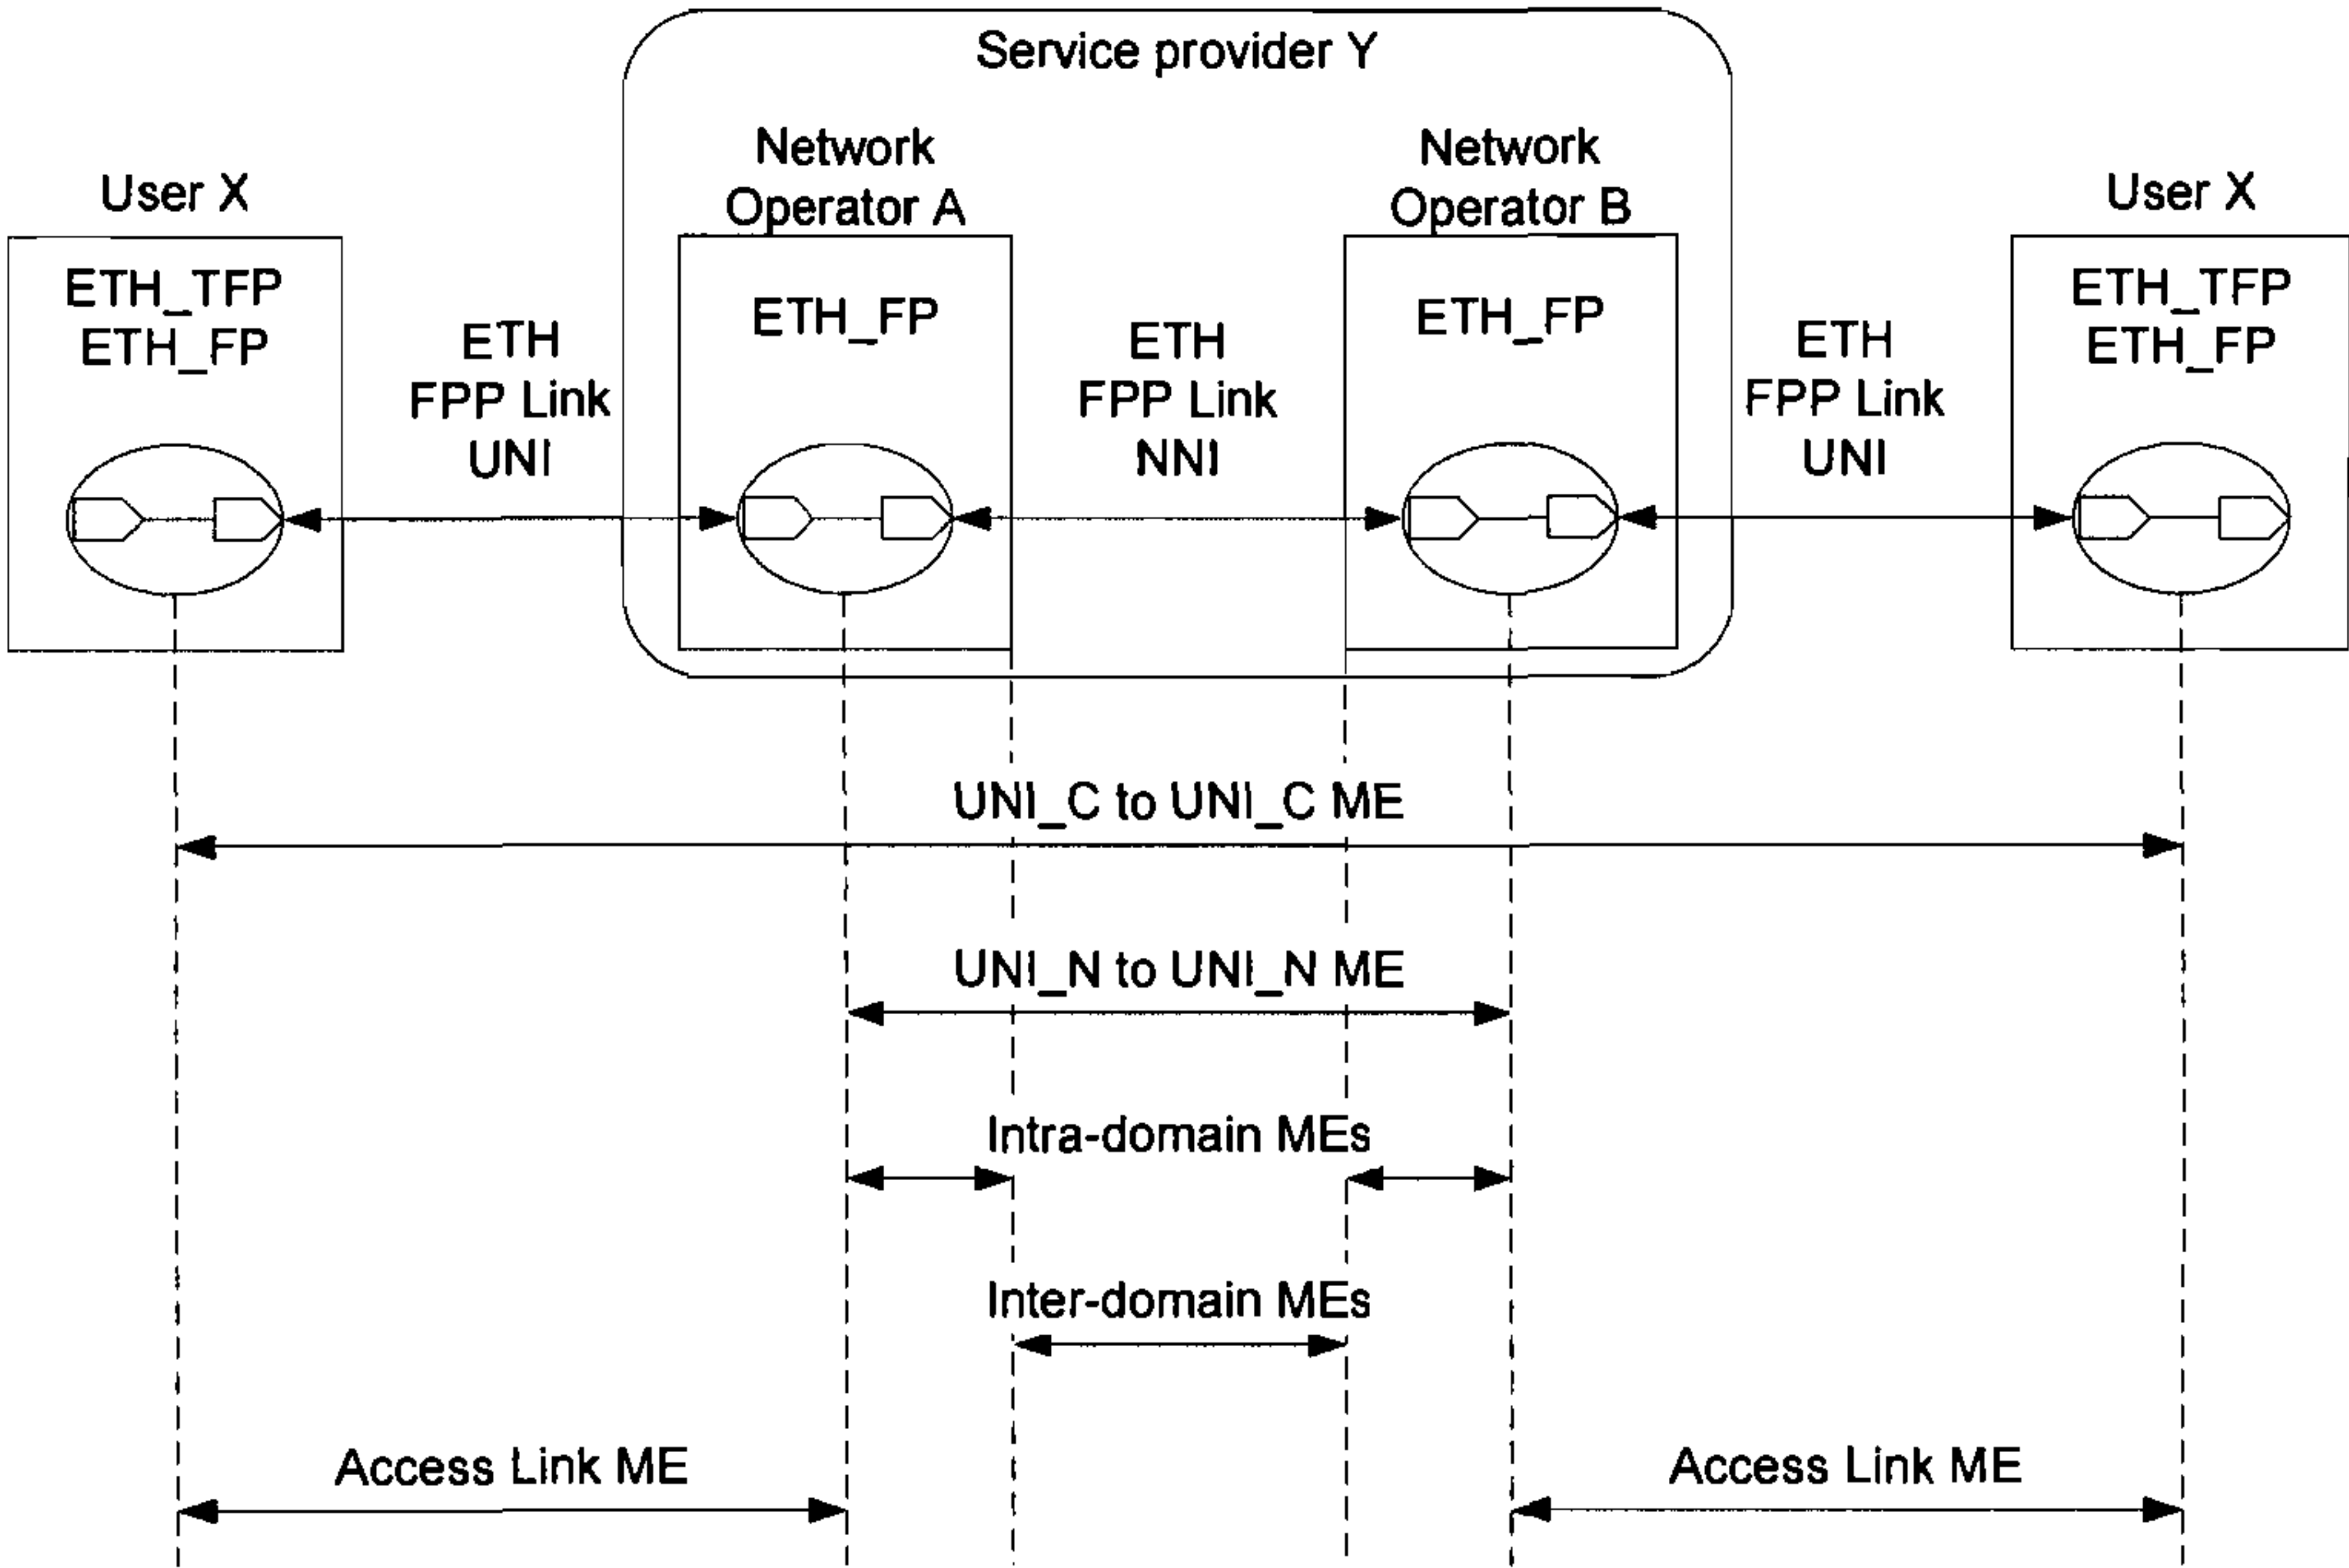 Service provider Y
User X
Network
Operator A
Network
Operator B
User X
ETH_TFP
ETH_FP
ETH
FPP Link
UNI
ETH_FP
ETH
FPP Link
NNI
ETH_FP
ETH
FPP Link
UNI
ETH_TFP
ETH_FP
UNI_C to UNI_C ME
UNI_N to UNI_N ME
Intra-domain MEs
Inter-domain MEs
Access Link ME
Access Link ME